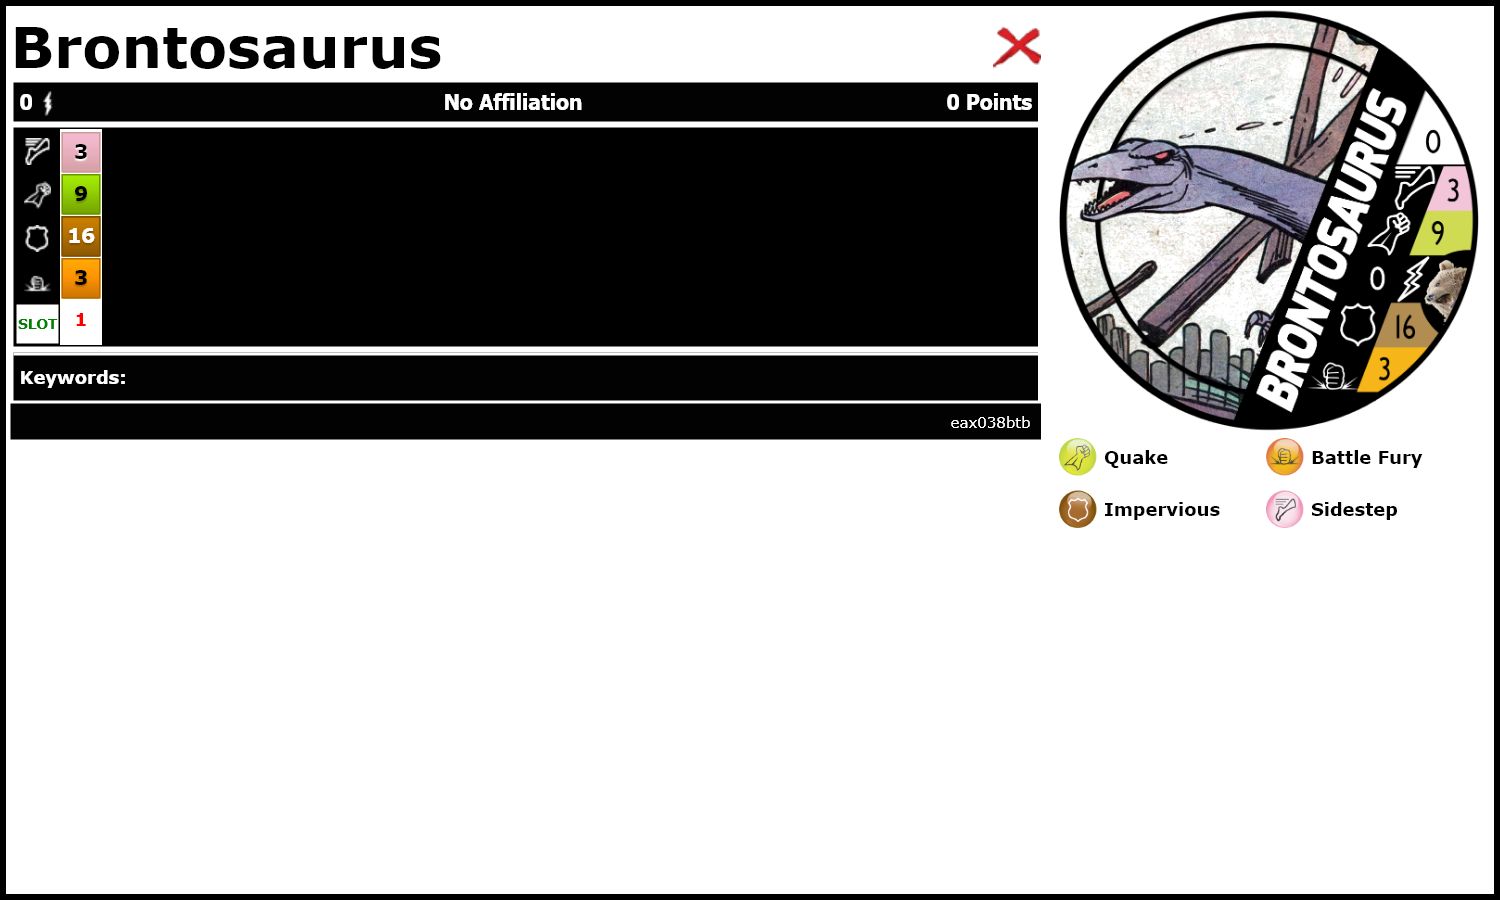 Brontosaurus
0 No Affiliation 0 Points
3
9
16
3
SLOT 1
Keywords:
eax038btb
BRONTOSAURUS
0
3
9
0
16
3
Quake Battle Fury
Impervious Sidestep